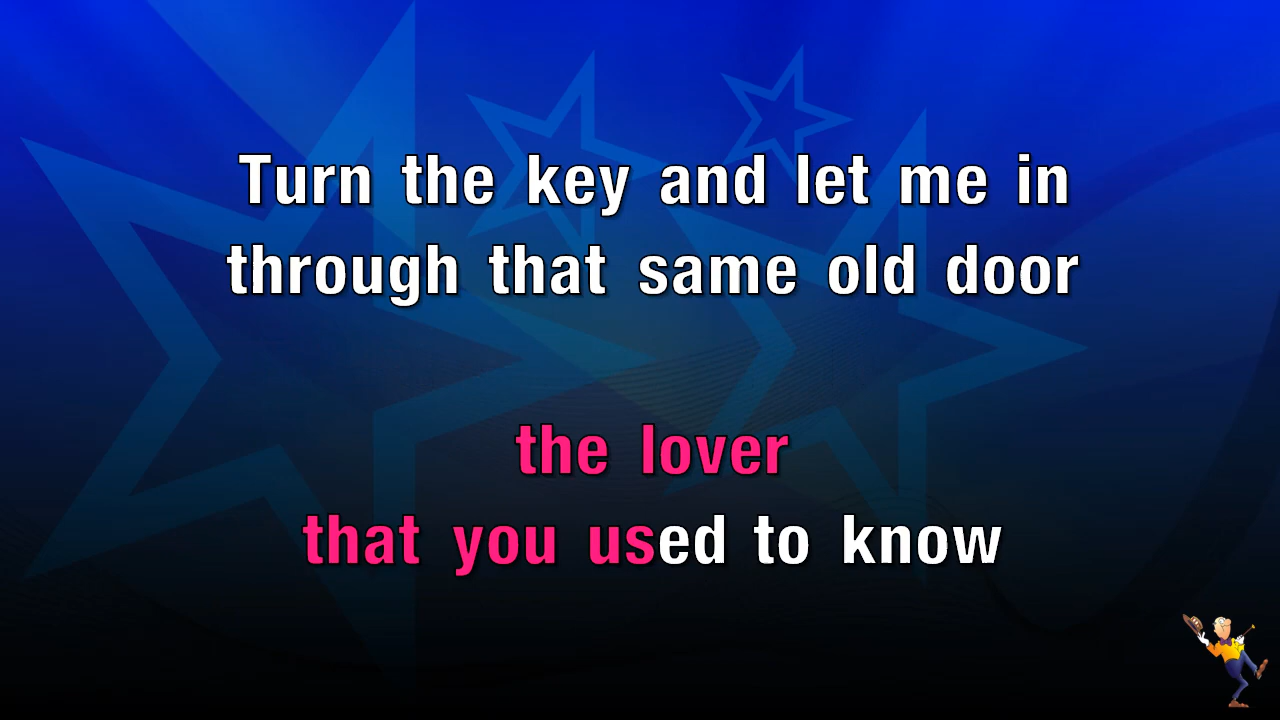 Turn the key and let me in
through that same old door
the lover
that you used to know